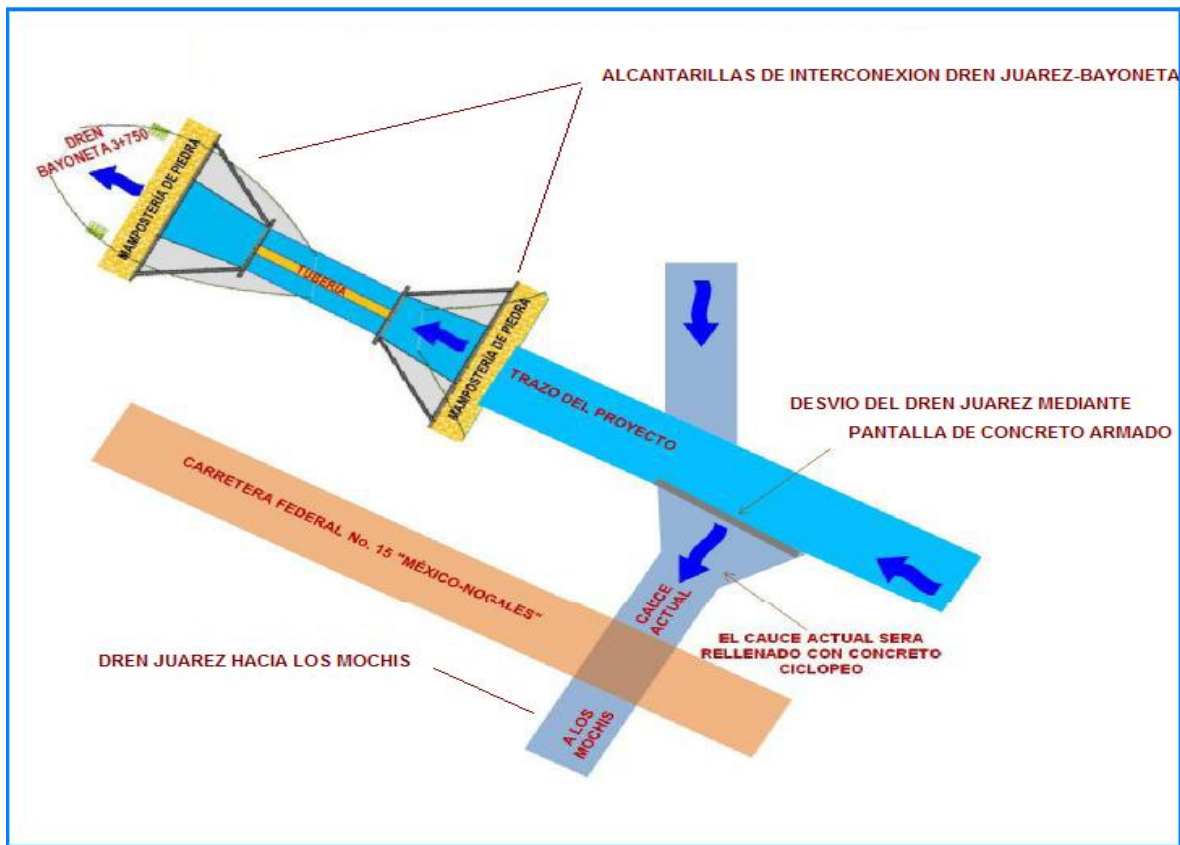 ALCANTARILLAS DE INTERCONEXION DREN JUAREZ-BAYONETA
DREN
BAYONETA 3+750
MAMPOSTERÍA DE PIEDRA
TUBERIA
MAMPOSTERÍA DE PIEDRA
TRAZO DEL PROYECTO
DESVIO DEL DREN JUAREZ MEDIANTE
PANTALLA DE CONCRETO ARMADO
CARRETERA FEDERAL No. 15 "MÉXICO-NOGALES"
CAUCE
ACTUAL
EL CAUCE ACTUAL SERA
RELLENADO CON CONCRETO
CICLOPEO
DREN JUAREZ HACIA LOS MOCHIS
A LOS
MOCHIS